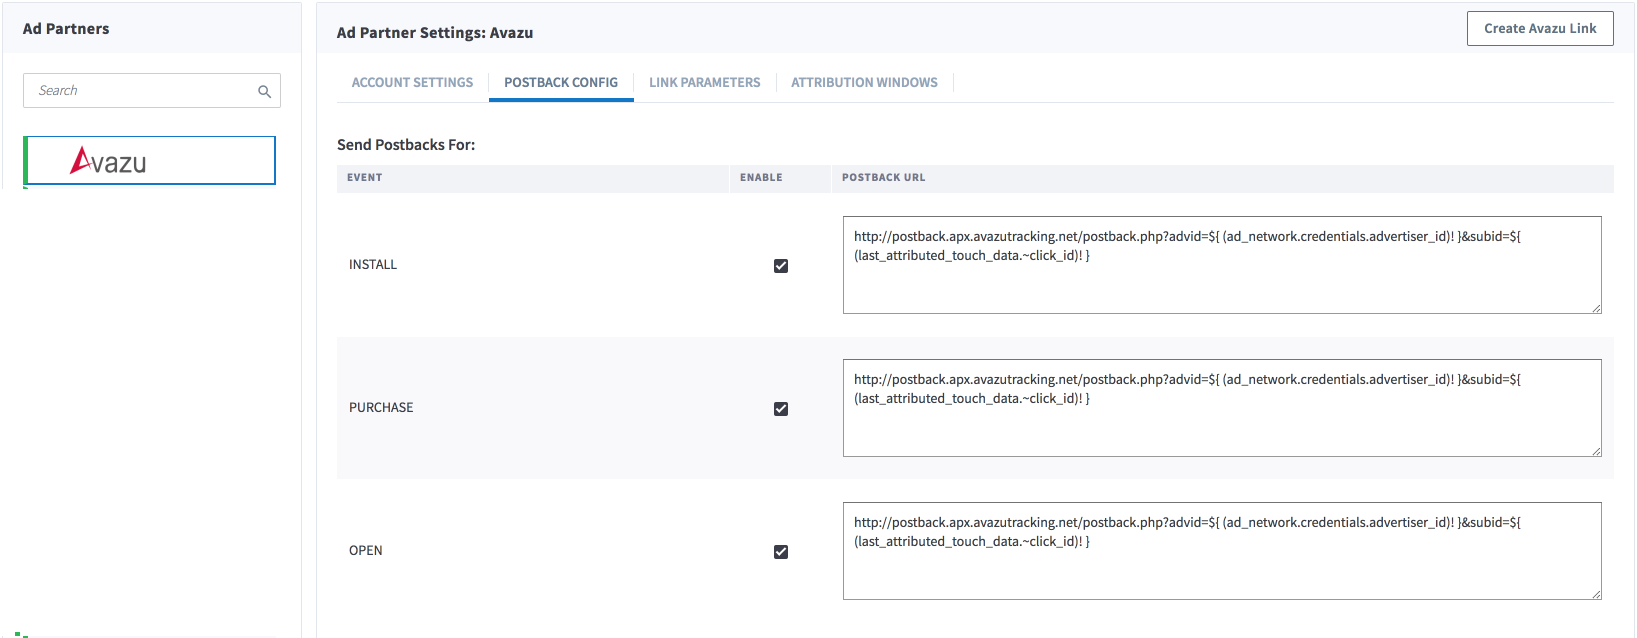 Ad Partners
Search
Avazu
Ad Partner Settings: Avazu
Create Avazu Link
ACCOUNT SETTINGS
POSTBACK CONFIG
LINK PARAMETERS
ATTRIBUTION WINDOWS
Send Postbacks For:
EVENT ENABLE POSTBACK URL
INSTALL
http://postback.apx.avazutracking.net/postback.php?advid=${ (ad_network.credentials.advertiser_id)! }&subid=${
(last_attributed_touch_data.~click_id)! }
PURCHASE
http://postback.apx.avazutracking.net/postback.php?advid=${ (ad_network.credentials.advertiser_id)! }&subid=${
(last_attributed_touch_data.~click_id)! }
OPEN
http://postback.apx.avazutracking.net/postback.php?advid=${ (ad_network.credentials.advertiser_id)! }&subid=${
(last_attributed_touch_data.~click_id)! }